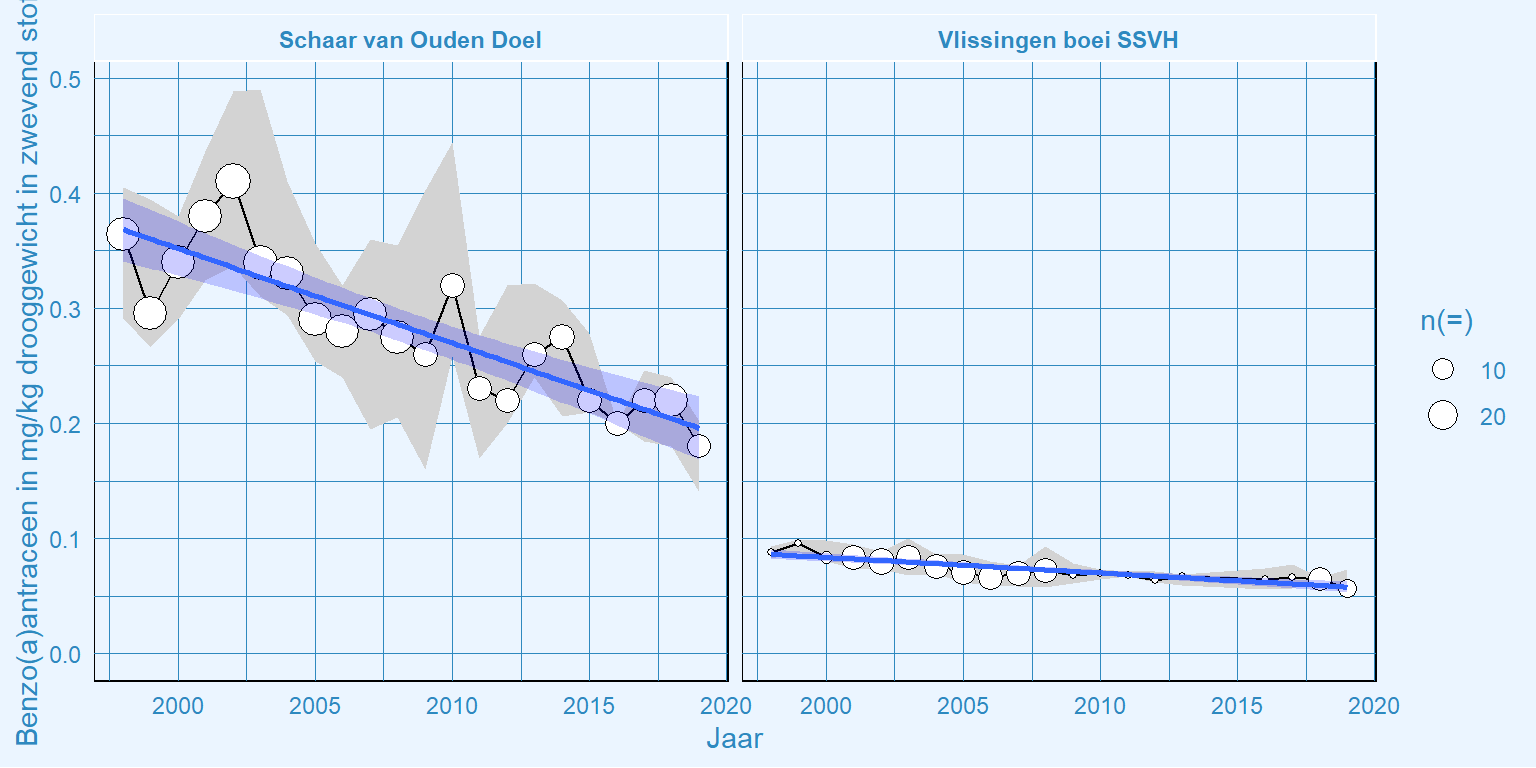 Schaar van Ouden Doel
Vlissingen boei SSVH
Benzo(a)antraceen in mg/kg drooggewicht in zwevend stof
0.5
0.4
0.3
0.2
0.1
0.0
2000 2005 2010 2015 2020
2000 2005 2010 2015 2020
Jaar
n(=)
10
20